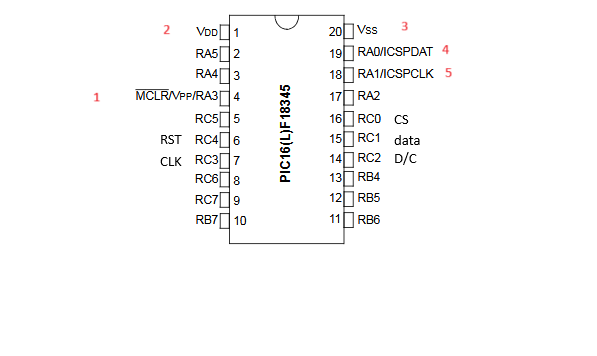 2 VDD 1 20 VSS 3
RA5 2 19 RA0/ICSPDAT 4
RA4 3 18 RA1/ICSPCLK 5
1 MCLR/VPP/RA3 4 17 RA2
RC5 5 16 RC0 CS
RST RC4 6 15 RC1 data
CLK RC3 7 14 RC2 D/C
RC6 8 13 RB4
RC7 9 12 RB5
RB7 10 11 RB6
PIC16(L)F18345